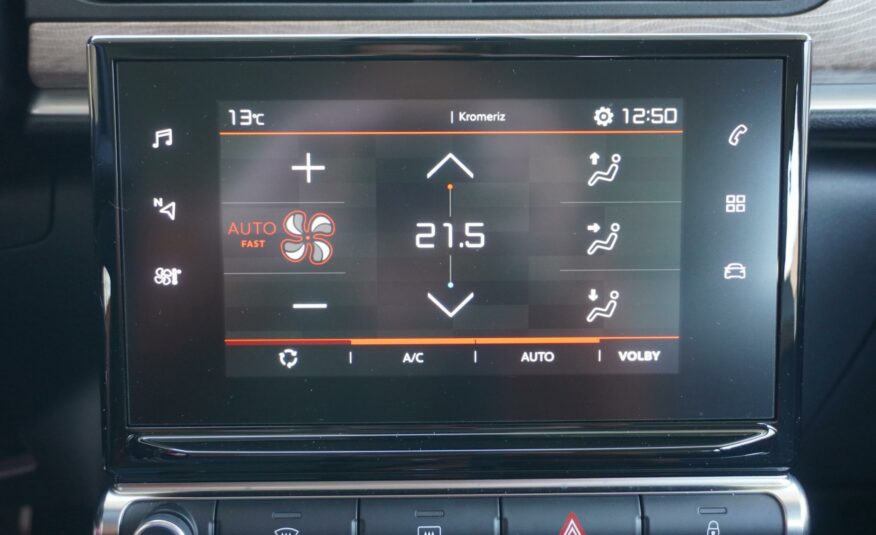 13°C | Kromeriz 12:50
N
AUTO
FAST
21.5
A/C | AUTO | VOLBY